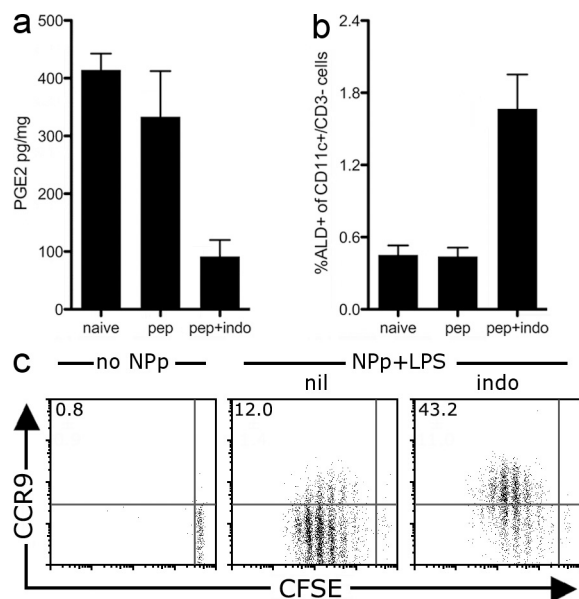 a
500
400
300
200
100
0
PGE2 pg/mg
naive
pep
pep+indo
b
2.4
1.8
1.2
0.6
0.0
%ALD+ of CD11c+/CD3- cells
naive
pep
pep+indo
c
no NPp
NPp+LPS
nil
indo
0.8
12.0
43.2
CCR9
CFSE